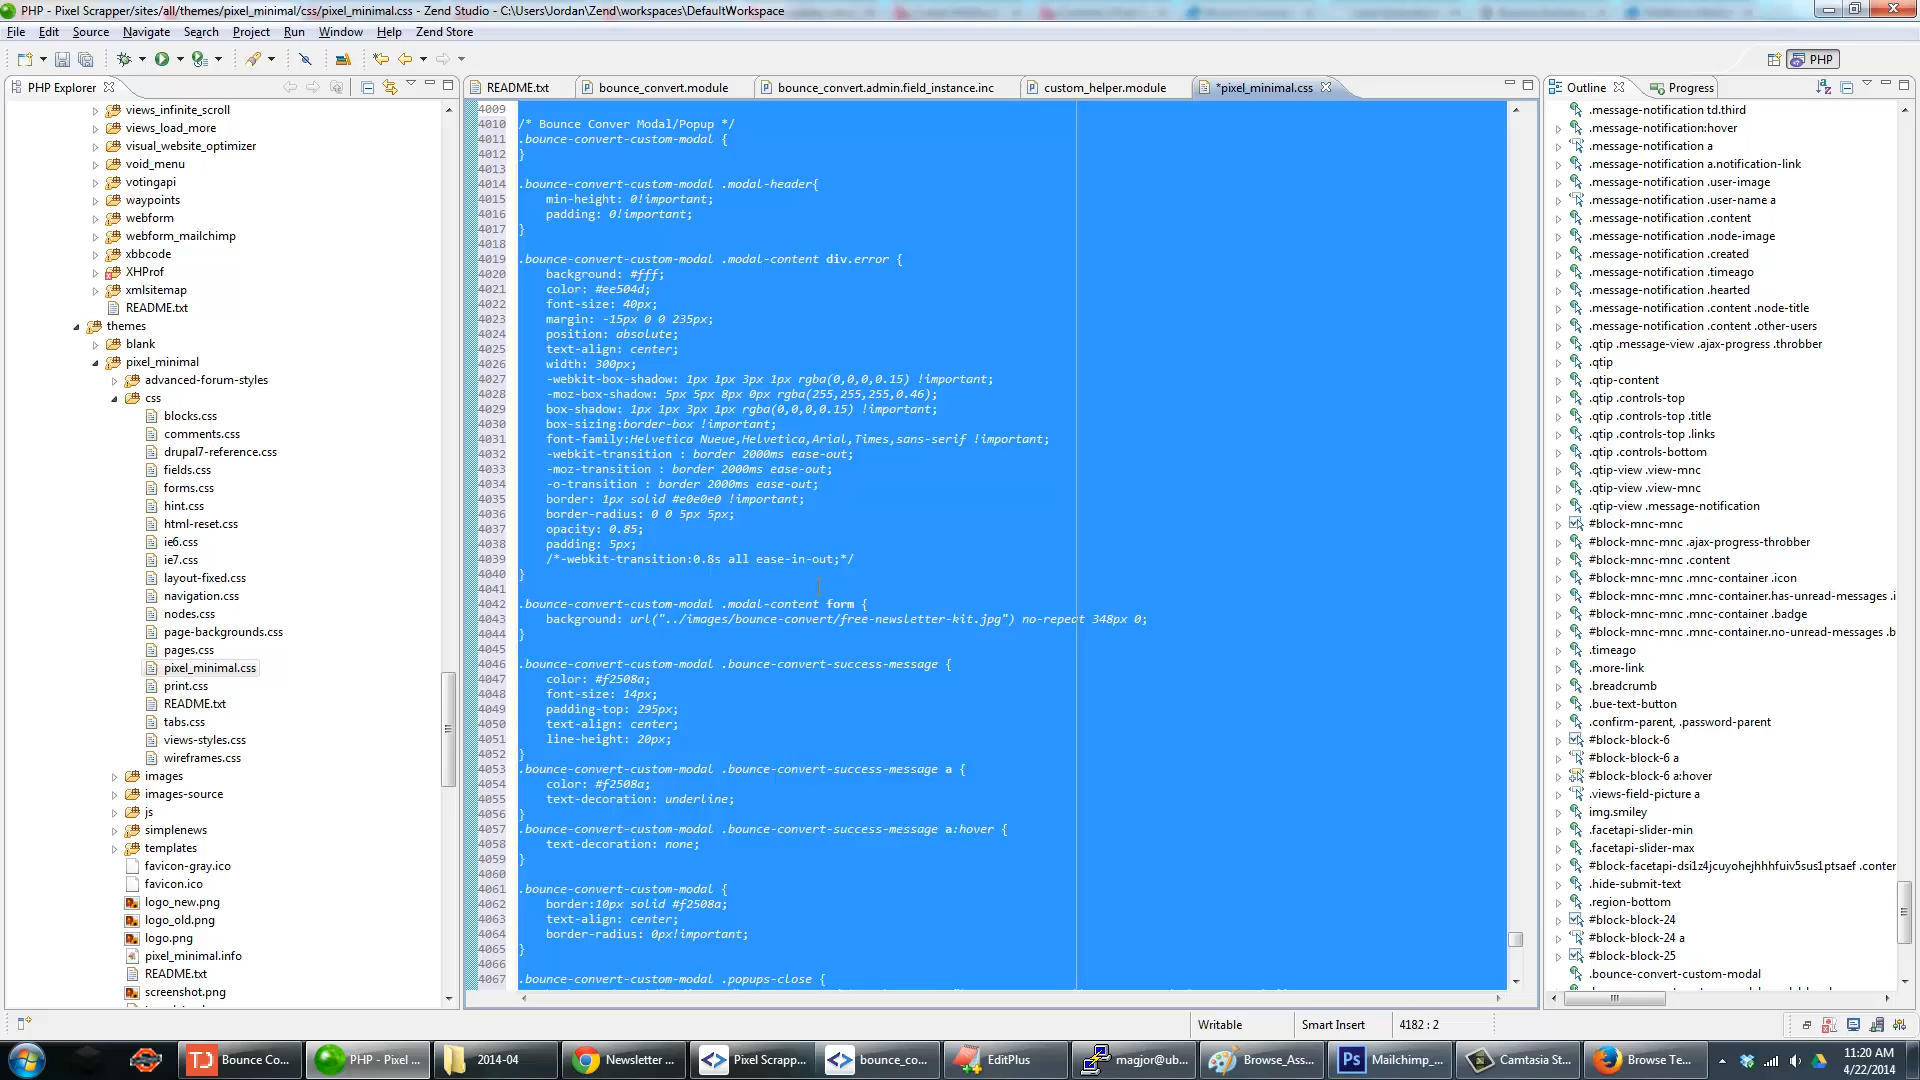 PHP - Pixel Scrapper/sites/all/themes/pixel_minimal/css/pixel_minimal.css - Zend Studio - C:\Users\Jordan\Zend\workspaces\DefaultWorkspace
File Edit Source Navigate Search Project Run Window Help Zend Store
PHP
PHP Explorer
views_infinite_scroll
views_load_more
visual_website_optimizer
void_menu
votingapi
waypoints
webform
webform_mailchimp
xbbcode
XHProf
xmlsitemap
README.txt
themes
blank
pixel_minimal
advanced-forum-styles
css
blocks.css
comments.css
drupal7-reference.css
fields.css
forms.css
hint.css
html-reset.css
ie6.css
ie7.css
layout-fixed.css
navigation.css
nodes.css
page-backgrounds.css
pages.css
pixel_minimal.css
print.css
README.txt
tabs.css
views-styles.css
wireframes.css
images
images-source
js
simplenews
templates
favicon-gray.ico
favicon.ico
logo_new.png
logo_old.png
logo.png
pixel_minimal.info
README.txt
screenshot.png
README.txt bounce_convert.module bounce_convert.admin.field_instance.inc custom_helper.module *pixel_minimal.css
4009
4010 /* Bounce Conver Modal/Popup */
4011 .bounce-convert-custom-modal {
4012 }
4013
4014 .bounce-convert-custom-modal .modal-header{
4015 min-height: 0!important;
4016 padding: 0!important;
4017 }
4018
4019 .bounce-convert-custom-modal .modal-content div.error {
4020 background: #fff;
4021 color: #ee504d;
4022 font-size: 40px;
4023 margin: -15px 0 0 235px;
4024 position: absolute;
4025 text-align: center;
4026 width: 300px;
4027 -webkit-box-shadow: 1px 1px 3px 1px rgba(0,0,0,0.15) !important;
4028 -moz-box-shadow: 5px 5px 8px 0px rgba(255,255,255,0.46);
4029 box-shadow: 1px 1px 3px 1px rgba(0,0,0,0.15) !important;
4030 box-sizing:border-box !important;
4031 font-family:Helvetica Nueue,Helvetica,Arial,Times,sans-serif !important;
4032 -webkit-transition : border 2000ms ease-out;
4033 -moz-transition : border 2000ms ease-out;
4034 -o-transition : border 2000ms ease-out;
4035 border: 1px solid #e0e0e0 !important;
4036 border-radius: 0 0 5px 5px;
4037 opacity: 0.85;
4038 padding: 5px;
4039 /*-webkit-transition:0.8s all ease-in-out;*/
4040 }
4041
4042 .bounce-convert-custom-modal .modal-content form {
4043 background: url("../images/bounce-convert/free-newsletter-kit.jpg") no-repeat 348px 0;
4044 }
4045
4046 .bounce-convert-custom-modal .bounce-convert-success-message {
4047 color: #f2508a;
4048 font-size: 14px;
4049 padding-top: 295px;
4050 text-align: center;
4051 line-height: 20px;
4052 }
4053 .bounce-convert-custom-modal .bounce-convert-success-message a {
4054 color: #f2508a;
4055 text-decoration: underline;
4056 }
4057 .bounce-convert-custom-modal .bounce-convert-success-message a:hover {
4058 text-decoration: none;
4059 }
4060
4061 .bounce-convert-custom-modal {
4062 border:10px solid #f2508a;
4063 text-align: center;
4064 border-radius: 0px!important;
4065 }
4066
4067 .bounce-convert-custom-modal .popups-close {
Outline Progress
.message-notification td.third
.message-notification:hover
.message-notification a
.message-notification a.notification-link
.message-notification .user-image
.message-notification .user-name a
.message-notification .content
.message-notification .node-image
.message-notification .created
.message-notification .timeago
.message-notification .hearted
.message-notification .content .node-title
.message-notification .content .other-users
.qtip .message-view .ajax-progress .throbber
.qtip
.qtip-content
.qtip .controls-top
.qtip .controls-top .title
.qtip .controls-top .links
.qtip .controls-bottom
.qtip-view .view-mnc
.qtip-view .view-mnc
.qtip-view .message-notification
#block-mnc-mnc
#block-mnc-mnc .ajax-progress-throbber
#block-mnc-mnc .content
#block-mnc-mnc .mnc-container .icon
#block-mnc-mnc .mnc-container.has-unread-messages .i
#block-mnc-mnc .mnc-container .badge
#block-mnc-mnc .mnc-container.no-unread-messages .b
.timeago
.more-link
.breadcrumb
.bue-text-button
.confirm-parent, .password-parent
#block-block-6
#block-block-6 a
#block-block-6 a:hover
.views-field-picture a
img.smiley
.facetapi-slider-min
.facetapi-slider-max
#block-facetapi-dsi1z4jcuyohejhhhfuiv5sus1ptsaef .conter
.hide-submit-text
.region-bottom
#block-block-24
#block-block-24 a
#block-block-25
.bounce-convert-custom-modal
Writable Smart Insert 4182 : 2
TJ Bounce Co... PHP - Pixel ... 2014-04 Newsletter ... Pixel Scrapp... bounce_co... EditPlus magjor@ub... Browse_Ass... Ps Mailchimp_... Camtasia St... Browse Te...
11:20 AM
4/22/2014